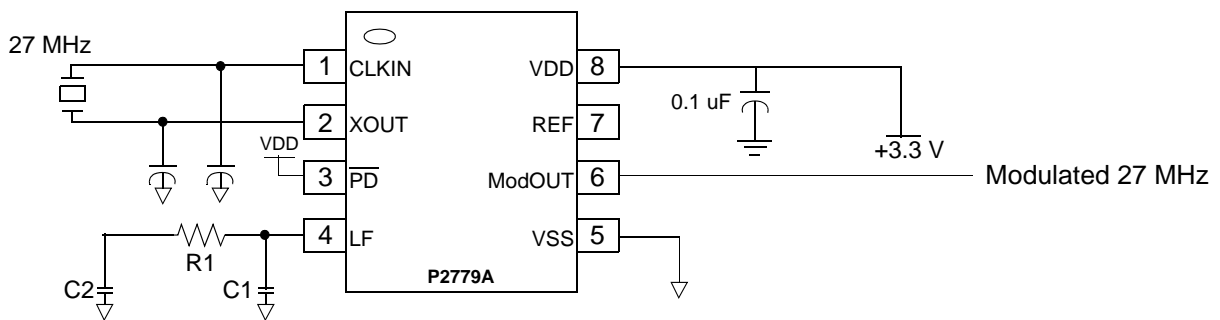 27 MHz
1 CLKIN
VDD 8
0.1 uF
2 XOUT
REF 7
VDD
+3.3 V
3 PD
ModOUT 6
Modulated 27 MHz
4 LF
VSS 5
R1
P2779A
C2
C1